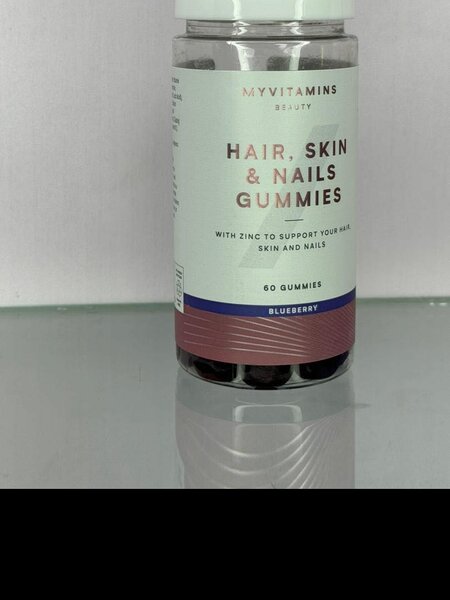 MYVITAMINS
BEAUTY
HAIR, SKIN
& NAILS
GUMMIES
WITH ZINC TO SUPPORT YOUR HAIR,
SKIN AND NAILS
60 GUMMIES
BLUEBERRY